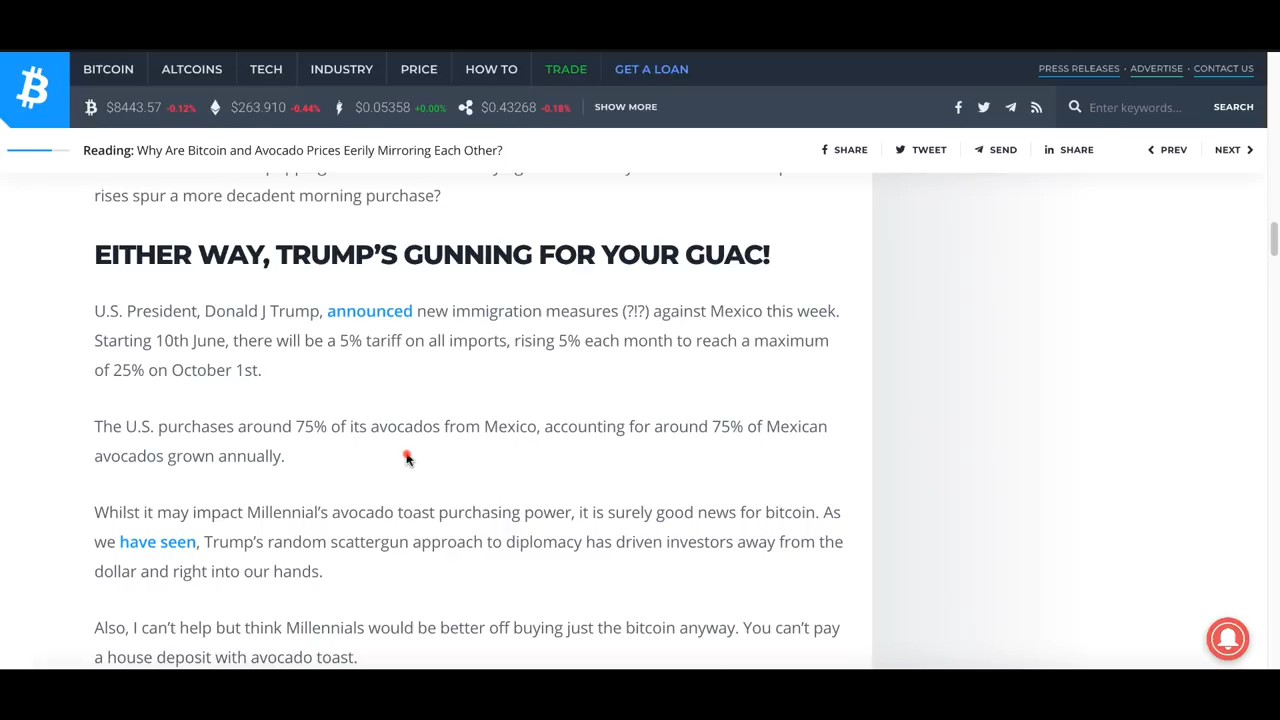 BITCOIN ALTCOINS TECH INDUSTRY PRICE HOW TO TRADE GET A LOAN PRESS RELEASES · ADVERTISE · CONTACT US
$8443.57 -0.12% $263.910 -0.44% $0.05358 +0.00% $0.43268 -0.18% SHOW MORE Enter keywords... SEARCH
Reading: Why Are Bitcoin and Avocado Prices Eerily Mirroring Each Other? SHARE TWEET SEND SHARE PREV NEXT
rises spur a more decadent morning purchase?
EITHER WAY, TRUMP'S GUNNING FOR YOUR GUAC!
U.S. President, Donald J Trump, announced new immigration measures (?!?) against Mexico this week.
Starting 10th June, there will be a 5% tariff on all imports, rising 5% each month to reach a maximum
of 25% on October 1st.
The U.S. purchases around 75% of its avocados from Mexico, accounting for around 75% of Mexican
avocados grown annually.
Whilst it may impact Millennial's avocado toast purchasing power, it is surely good news for bitcoin. As
we have seen, Trump's random scattergun approach to diplomacy has driven investors away from the
dollar and right into our hands.
Also, I can't help but think Millennials would be better off buying just the bitcoin anyway. You can't pay
a house deposit with avocado toast.